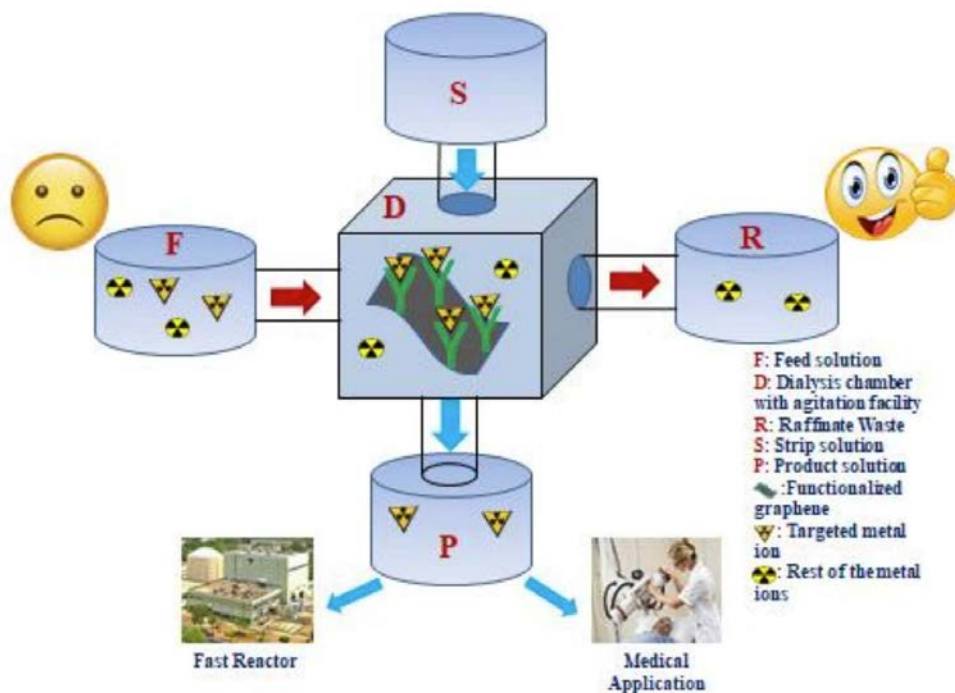 S
D
F
R
F: Feed solution
D: Dialysis chamber
with agitation facility
R: Raffinate Waste
S: Strip solution
P: Product solution
:Functionalized
graphene
: Targeted metal
ion
: Rest of the metal
ions
P
Fast Reactor
Medical
Application